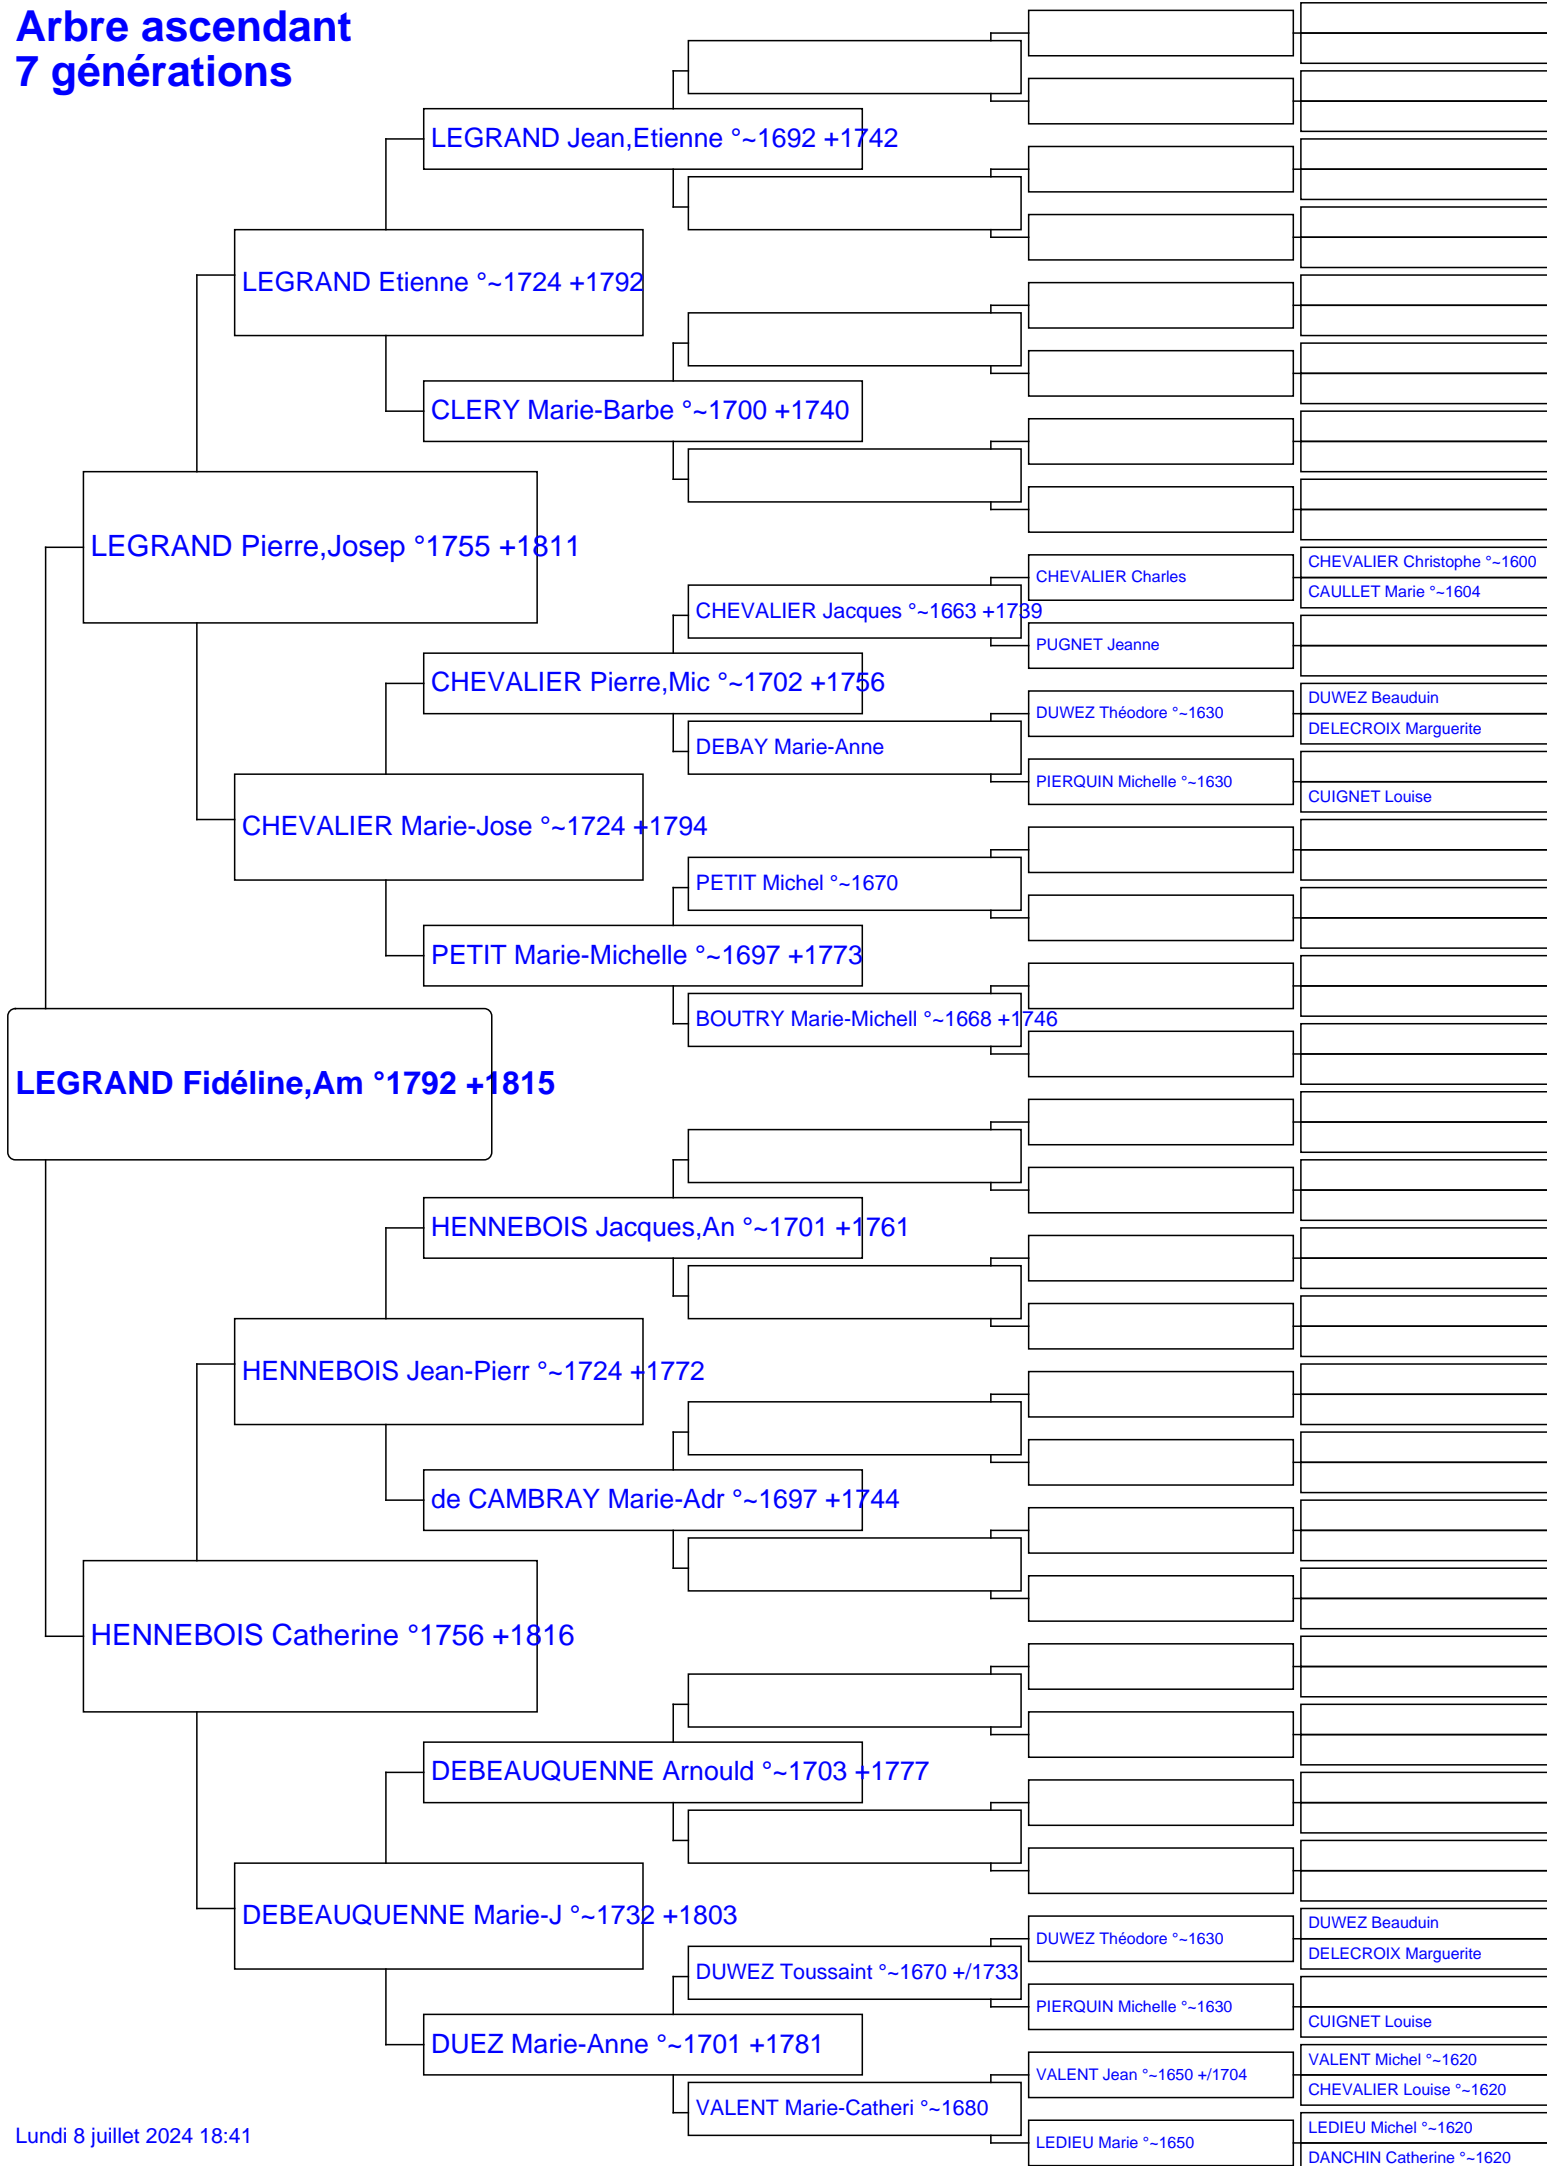 Arbre ascendant
7 générations
LEGRAND Jean,Etienne °~1692 +1742
LEGRAND Etienne °~1724 +1792
CLERY Marie-Barbe °~1700 +1740
LEGRAND Pierre,Josep °1755 +1811
CHEVALIER Christophe °~1600
CHEVALIER Charles
CAULLET Marie °~1604
CHEVALIER Jacques °~1663 +1739
PUGNET Jeanne
CHEVALIER Pierre,Mic °~1702 +1756
DUWEZ Beauduin
DUWEZ Théodore °~1630
DELECROIX Marguerite
DEBAY Marie-Anne
PIERQUIN Michelle °~1630
CUIGNET Louise
CHEVALIER Marie-Jose °~1724 +1794
PETIT Michel °~1670
PETIT Marie-Michelle °~1697 +1773
BOUTRY Marie-Michell °~1668 +1746
LEGRAND Fidéline,Am °1792 +1815
HENNEBOIS Jacques,An °~1701 +1761
HENNEBOIS Jean-Pierr °~1724 +1772
de CAMBRAY Marie-Adr °~1697 +1744
HENNEBOIS Catherine °1756 +1816
DEBEAUQUENNE Arnould °~1703 +1777
DEBEAUQUENNE Marie-J °~1732 +1803
DUWEZ Beauduin
DUWEZ Théodore °~1630
DELECROIX Marguerite
DUWEZ Toussaint °~1670 +/1733
PIERQUIN Michelle °~1630
CUIGNET Louise
DUEZ Marie-Anne °~1701 +1781
VALENT Michel °~1620
VALENT Jean °~1650 +/1704
CHEVALIER Louise °~1620
VALENT Marie-Catheri °~1680
LEDIEU Michel °~1620
LEDIEU Marie °~1650
DANCHIN Catherine °~1620
Lundi 8 juillet 2024 18:41